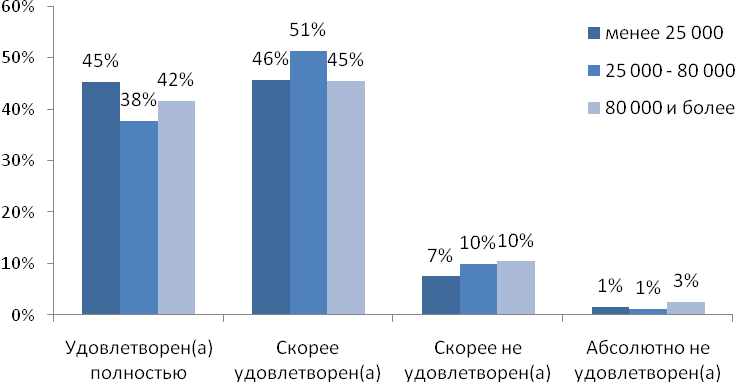 60%
50%
40%
30%
20%
10%
0%
45%
38%
42%
46%
51%
45%
7%
10%
10%
1%
1%
3%
Удовлетворен(а)
полностью
Скорее
удовлетворен(а)
Скорее не
удовлетворен(а)
Абсолютно не
удовлетворен(а)
менее 25 000
25 000 - 80 000
80 000 и более